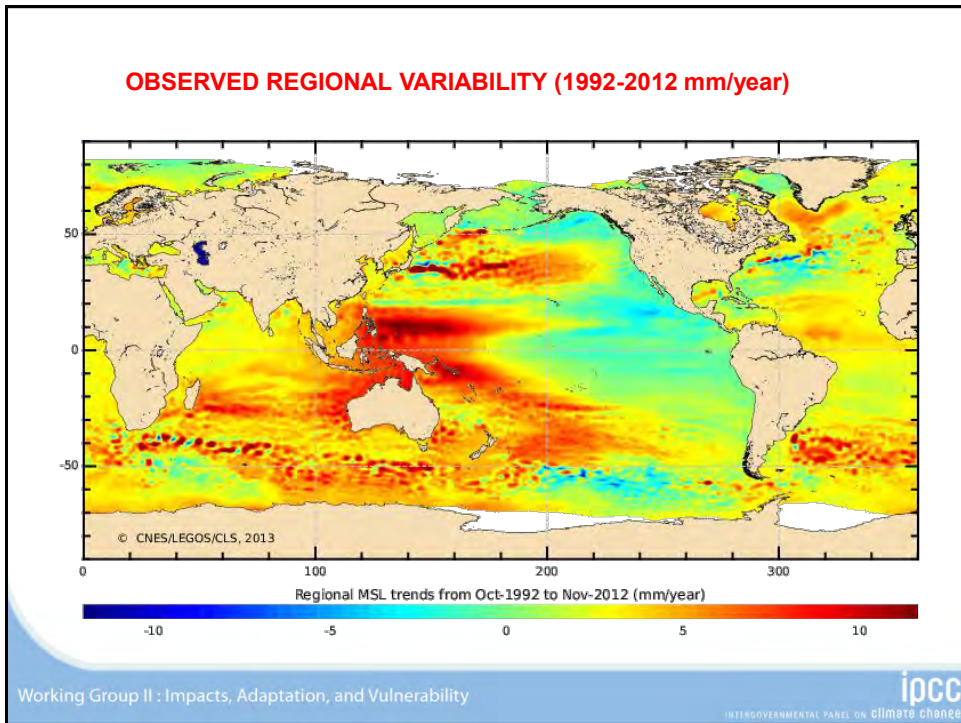 OBSERVED REGIONAL VARIABILITY (1992-2012 mm/year)
50
0
-50
© CNES/LEGOS/CLS, 2013
0 100 200 300
Regional MSL trends from Oct-1992 to Nov-2012 (mm/year)
-10 -5 0 5 10
Working Group II : Impacts, Adaptation, and Vulnerability
ipcc
INTERGOVERNMENTAL PANEL ON climate change